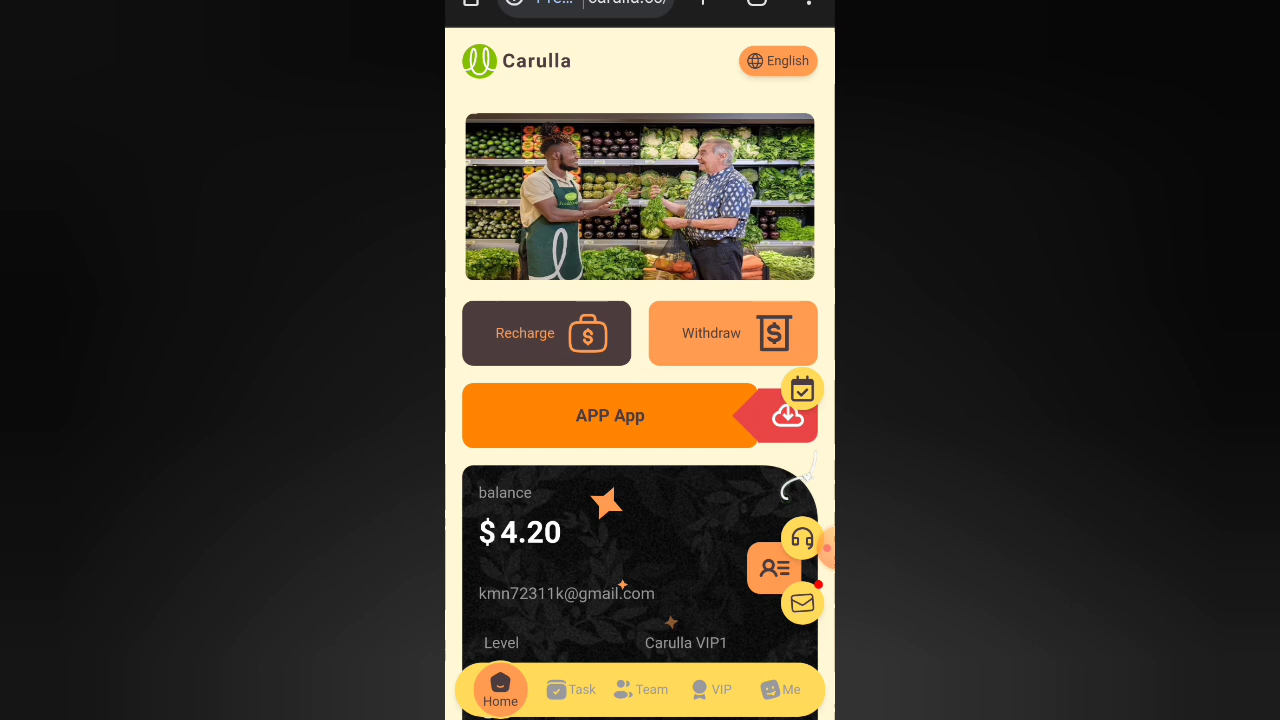 Carulla
English
Recharge
Withdraw
APP App
balance
$ 4.20
kmn72311k@gmail.com
Level
Carulla VIP1
Home
Task
Team
VIP
Me